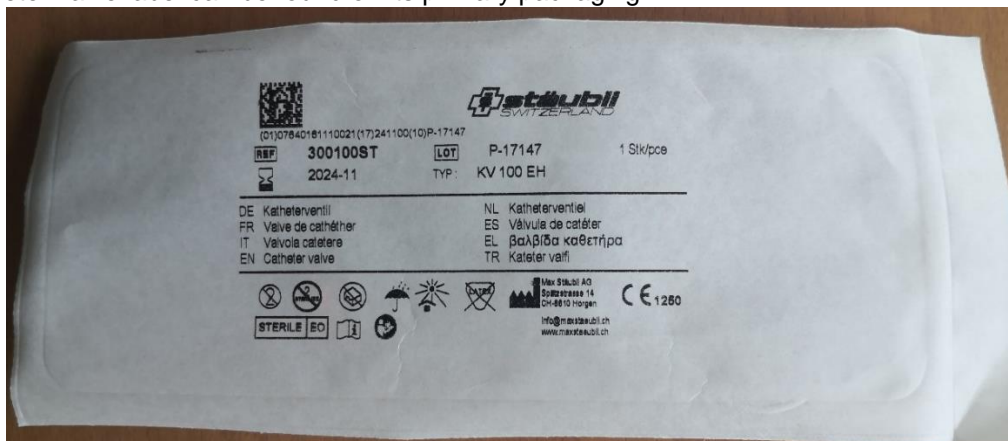 stäubli
SWITZERLAND
(01)07640161110021(17)241100(10)P-17147
REF 300100ST LOT P-17147 1 Stk/pce
2024-11 TYP: KV 100 EH
DE Katheterventil
FR Valve de cathéther
IT Valvola catetere
EN Catheter valve
NL Katheterventiel
ES Válvula de catéter
EL βαλβίδα καθετήρα
TR Kateter valfi
LATEX
Max Stäubli AG
Spätzstrasse 14
CH-8810 Horgen
CE 1250
STERILE EO
info@maxstaeubli.ch
www.maxstaeubli.ch